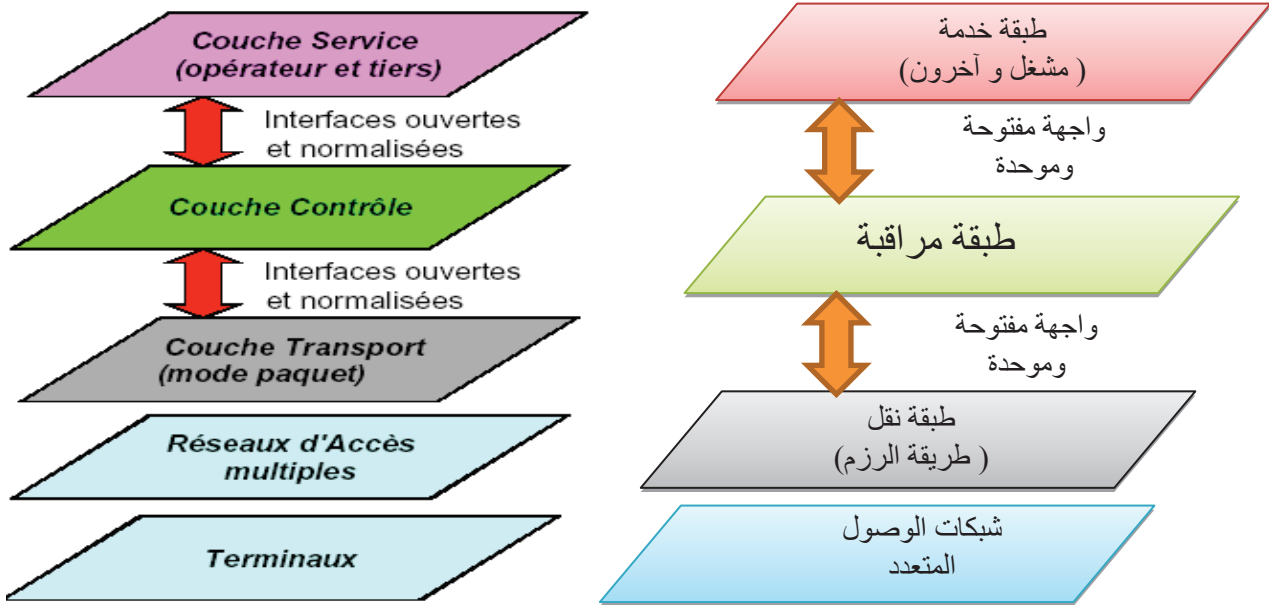 Couche Service
(opérateur et tiers)
Interfaces ouvertes
et normalisées
Couche Contrôle
Interfaces ouvertes
et normalisées
Couche Transport
(mode paquet)
Réseaux d'Accès
multiples
Terminaux
طبقة خدمة
( مشغل و آخرون)
واجهة مفتوحة
وموحدة
طبقة مراقبة
واجهة مفتوحة
وموحدة
طبقة نقل
( طريقة الرزم)
شبكات الوصول
المتعدد